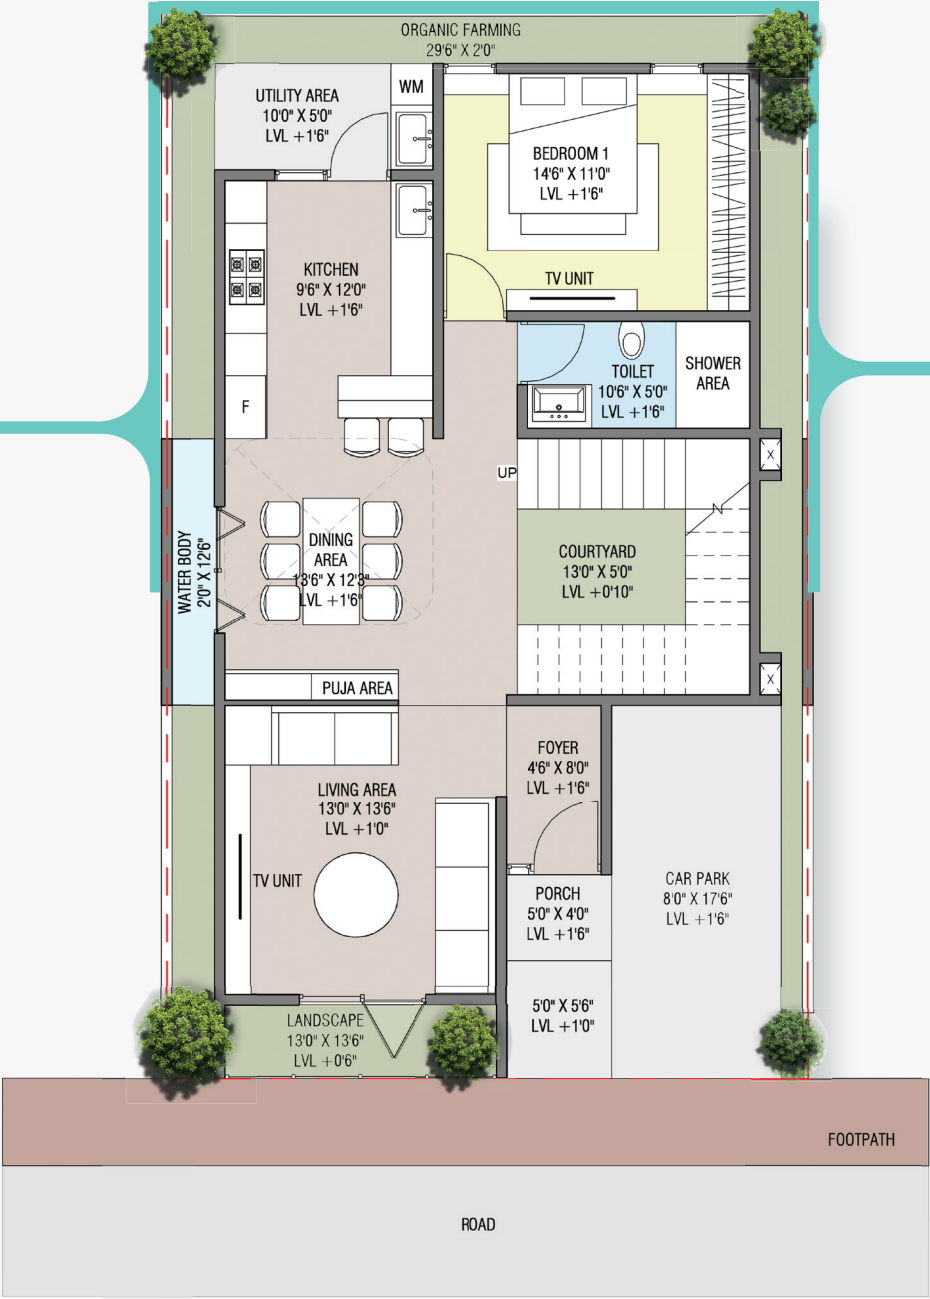 ORGANIC FARMING
29'6" X 2'0"
UTILITY AREA
10'0" X 5'0"
LVL +1'6"
WM
BEDROOM 1
14'6" X 11'0"
LVL +1'6"
TV UNIT
KITCHEN
9'6" X 12'0"
LVL +1'6"
F
TOILET
10'6" X 5'0"
LVL +1'6"
SHOWER
AREA
X
UP
N
WATER BODY
2'0" X 12'6"
DINING
AREA
13'6" X 12'3"
LVL +1'6"
COURTYARD
13'0" X 5'0"
LVL +0'10"
X
PUJA AREA
FOYER
4'6" X 8'0"
LVL +1'6"
LIVING AREA
13'0" X 13'6"
LVL +1'0"
TV UNIT
PORCH
5'0" X 4'0"
LVL +1'6"
CAR PARK
8'0" X 17'6"
LVL +1'6"
5'0" X 5'6"
LVL +1'0"
LANDSCAPE
13'0" X 13'6"
LVL +0'6"
FOOTPATH
ROAD